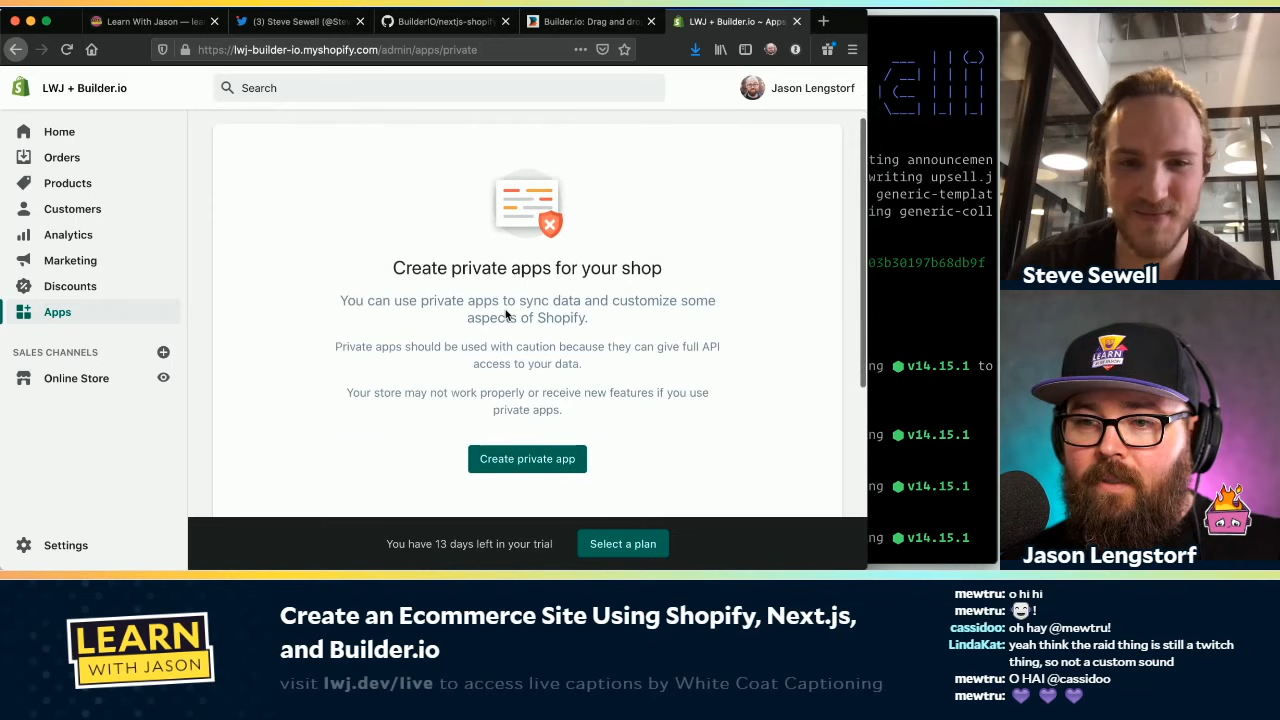 Learn With Jason — lea
(3) Steve Sewell (@Stev
BuilderIO/nextjs-shopify
Builder.io: Drag and dro
LWJ + Builder.io ~ Apps
https://lwj-builder-io.myshopify.com/admin/apps/private
LWJ + Builder.io
Search
Jason Lengstorf
Home
Orders
Products
Customers
Analytics
Marketing
Discounts
Apps
SALES CHANNELS
Online Store
Settings
Create private apps for your shop
You can use private apps to sync data and customize some
aspects of Shopify.
Private apps should be used with caution because they can give full API
access to your data.
Your store may not work properly or receive new features if you use
private apps.
Create private app
You have 13 days left in your trial
Select a plan
ting announcemen
writing upsell.j
generic-templat
ing generic-coll
03b30197b68db9f
ng v14.15.1 to
ng v14.15.1
ng v14.15.1
ng v14.15.1
Steve Sewell
LEARN
Jason Lengstorf
LEARN
WITH JASON
Create an Ecommerce Site Using Shopify, Next.js,
and Builder.io
visit lwj.dev/live to access live captions by White Coat Captioning
mewtru: o hi hi
mewtru: !
cassidoo: oh hay @mewtru!
LindaKat: yeah think the raid thing is still a twitch
thing, so not a custom sound
mewtru: O HAI @cassidoo
mewtru: